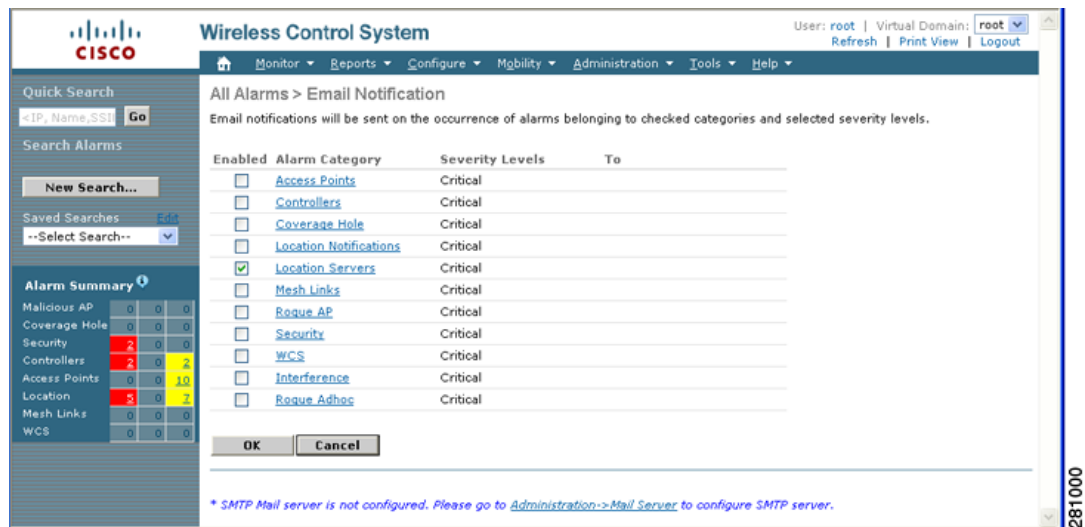 CISCO
Wireless Control System
User: root | Virtual Domain: root
Refresh | Print View | Logout
Monitor Reports Configure Mobility Administration Tools Help
Quick Search
<IP, Name,SSI Go
Search Alarms
New Search...
Saved Searches Edit
--Select Search--
Alarm Summary
Malicious AP 0 0 0
Coverage Hole 0 0 0
Security 2 0 0
Controllers 2 0 2
Access Points 0 0 10
Location 5 0 7
Mesh Links 0 0 0
WCS 0 0 0
All Alarms > Email Notification
Email notifications will be sent on the occurrence of alarms belonging to checked categories and selected severity levels.
Enabled Alarm Category Severity Levels To
Access Points Critical
Controllers Critical
Coverage Hole Critical
Location Notifications Critical
Location Servers Critical
Mesh Links Critical
Rogue AP Critical
Security Critical
WCS Critical
Interference Critical
Rogue Adhoc Critical
OK Cancel
* SMTP Mail server is not configured. Please go to Administration->Mail Server to configure SMTP server.
281000